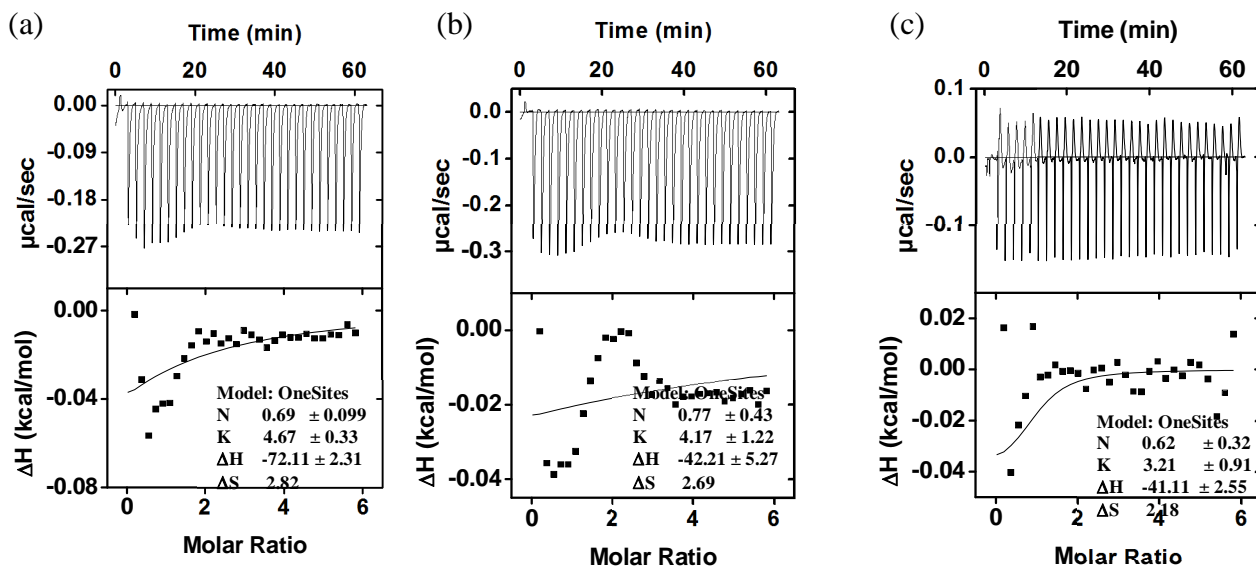 (a)
Time (min)
0 20 40 60
0.00
-0.09
-0.18
-0.27
µcal/sec
0.00
-0.04
-0.08
ΔH (kcal/mol)
Model: OneSites
N 0.69 ± 0.099
K 4.67 ± 0.33
ΔH -72.11 ± 2.31
ΔS 2.82
0 2 4 6
Molar Ratio
(b)
Time (min)
0 20 40 60
0.0
-0.1
-0.2
-0.3
µcal/sec
0.00
-0.02
-0.04
ΔH (kcal/mol)
Model: OneSites
N 0.77 ± 0.43
K 4.17 ± 1.22
ΔH -42.21 ± 5.27
ΔS 2.69
0 2 4 6
Molar Ratio
(c)
Time (min)
0 20 40 60
0.1
0.0
-0.1
µcal/sec
0.02
0.00
-0.02
-0.04
ΔH (kcal/mol)
Model: OneSites
N 0.62 ± 0.32
K 3.21 ± 0.91
ΔH -41.11 ± 2.55
ΔS 2.18
0 2 4 6
Molar Ratio